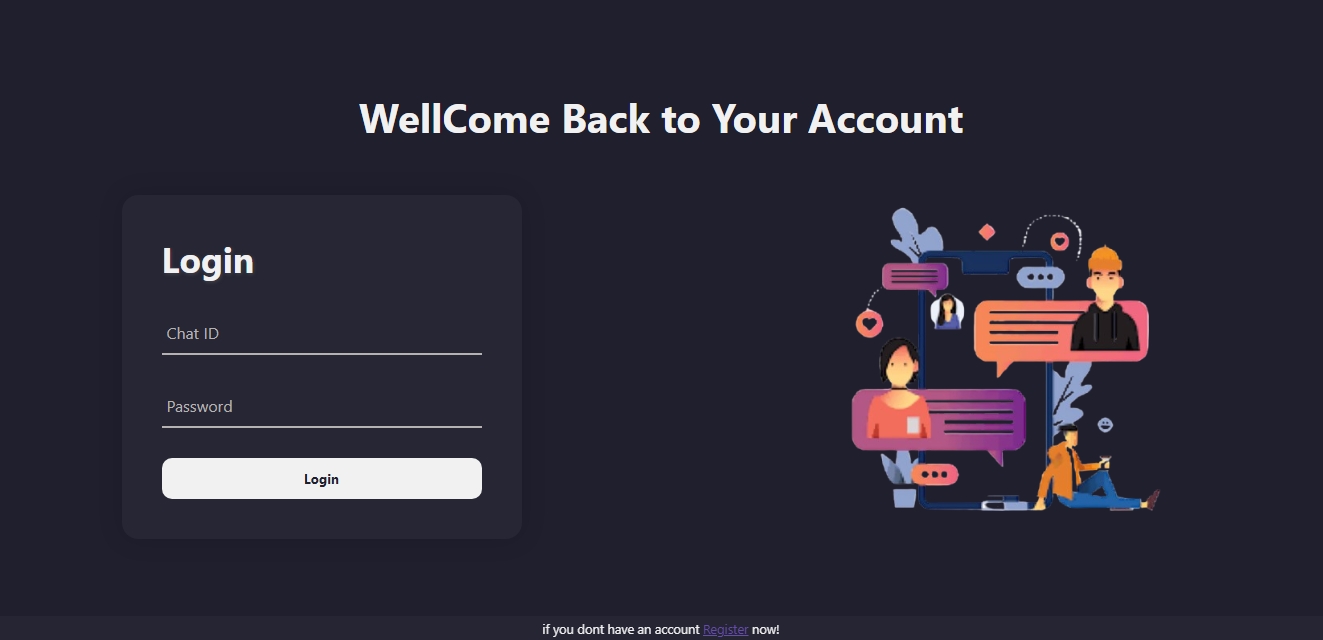 WellCome Back to Your Account
Login
Chat ID
Password
Login
if you dont have an account Register now!